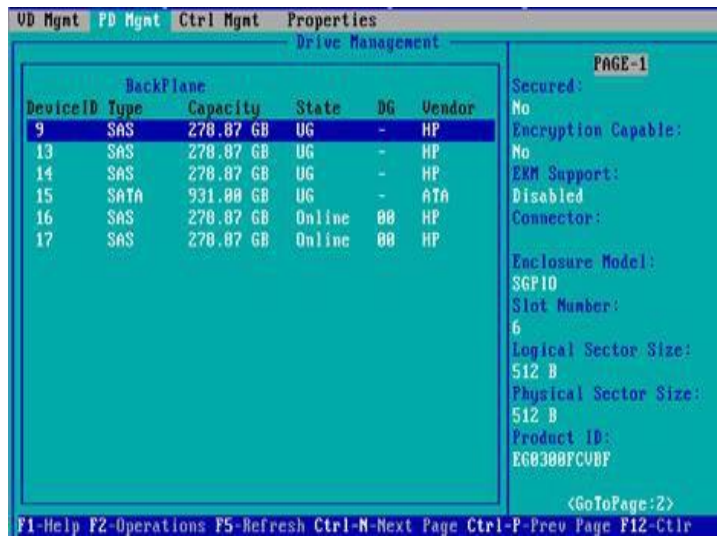 VD Mgmt PD Mgmt Ctrl Mgmt Properties
Drive Management
BackPlane
DeviceID Type Capacity State DG Vendor
9 SAS 278.87 GB UG - HP
13 SAS 278.87 GB UG - HP
14 SAS 278.87 GB UG - HP
15 SATA 931.00 GB UG - ATA
16 SAS 278.87 GB Online 00 HP
17 SAS 278.87 GB Online 00 HP
PAGE-1
Secured:
No
Encryption Capable:
No
EKM Support:
Disabled
Connector:
Enclosure Model:
SGPIO
Slot Number:
6
Logical Sector Size:
512 B
Physical Sector Size:
512 B
Product ID:
EG0300FCVBF
<GoToPage:2>
F1-Help F2-Operations F5-Refresh Ctrl-N-Next Page Ctrl-P-Prev Page F12-Ctlr